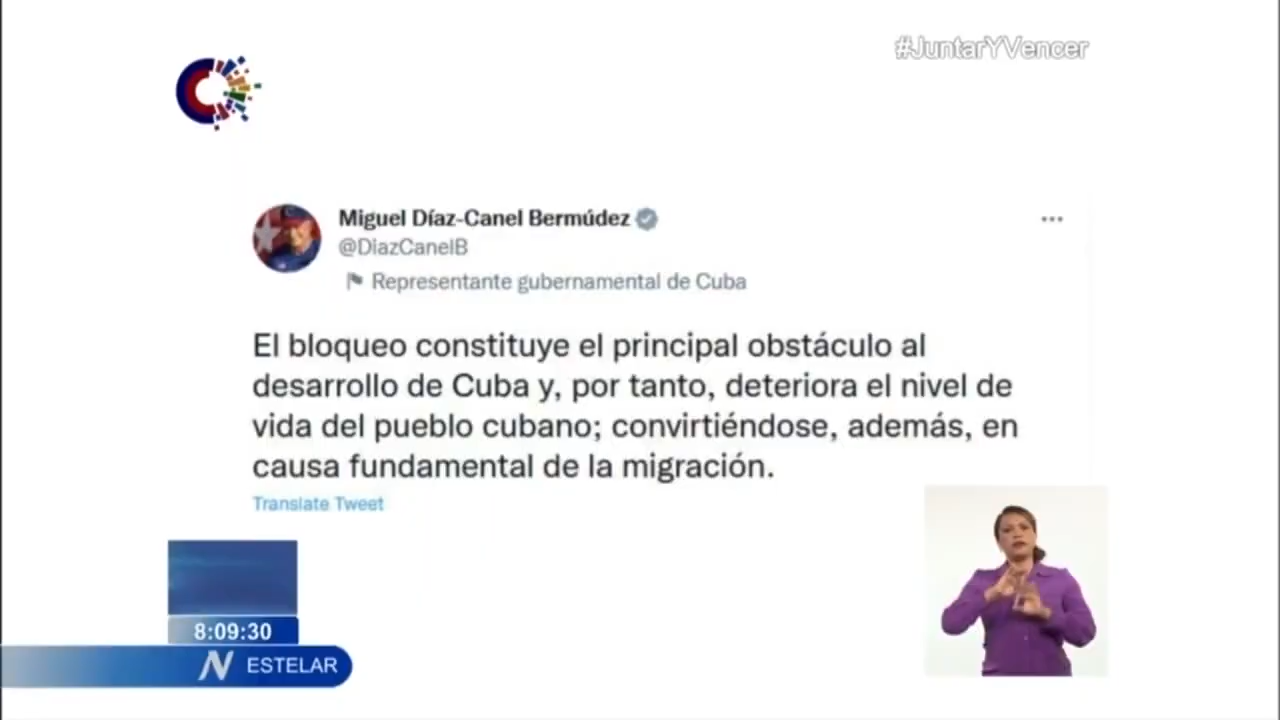 #JuntarYVencer
Miguel Díaz-Canel Bermúdez
@DiazCanelB
Representante gubernamental de Cuba
El bloqueo constituye el principal obstáculo al
desarrollo de Cuba y, por tanto, deteriora el nivel de
vida del pueblo cubano; convirtiéndose, además, en
causa fundamental de la migración.
Translate Tweet
8:09:30
N ESTELAR